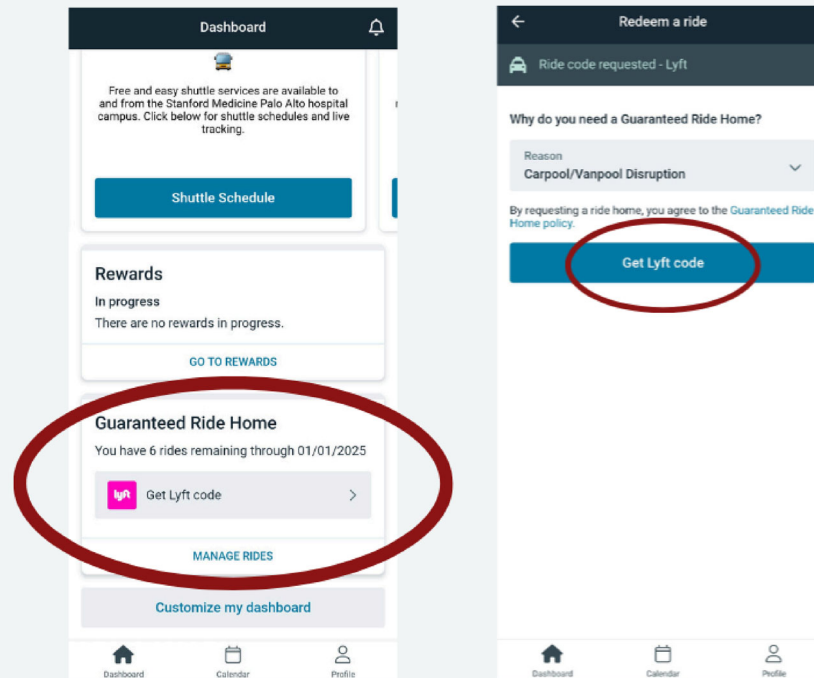 Dashboard
Free and easy shuttle services are available to
and from the Stanford Medicine Palo Alto hospital
campus. Click below for shuttle schedules and live
tracking.
Shuttle Schedule
Rewards
In progress
There are no rewards in progress.
GO TO REWARDS
Guaranteed Ride Home
You have 6 rides remaining through 01/01/2025
lyft Get Lyft code
MANAGE RIDES
Customize my dashboard
Dashboard Calendar Profile
Redeem a ride
Ride code requested - Lyft
Why do you need a Guaranteed Ride Home?
Reason
Carpool/Vanpool Disruption
By requesting a ride home, you agree to the Guaranteed Ride
Home policy.
Get Lyft code
Dashboard Calendar Profile